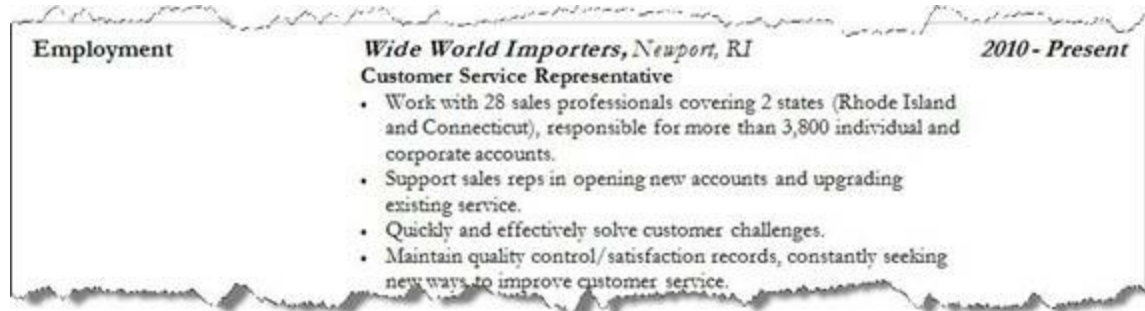 Employment Wide World Importers, Newport, RI 2010 - Present
Customer Service Representative
• Work with 28 sales professionals covering 2 states (Rhode Island
and Connecticut), responsible for more than 3,800 individual and
corporate accounts.
• Support sales reps in opening new accounts and upgrading
existing service.
• Quickly and effectively solve customer challenges.
• Maintain quality control/satisfaction records, constantly seeking
new ways to improve customer service.